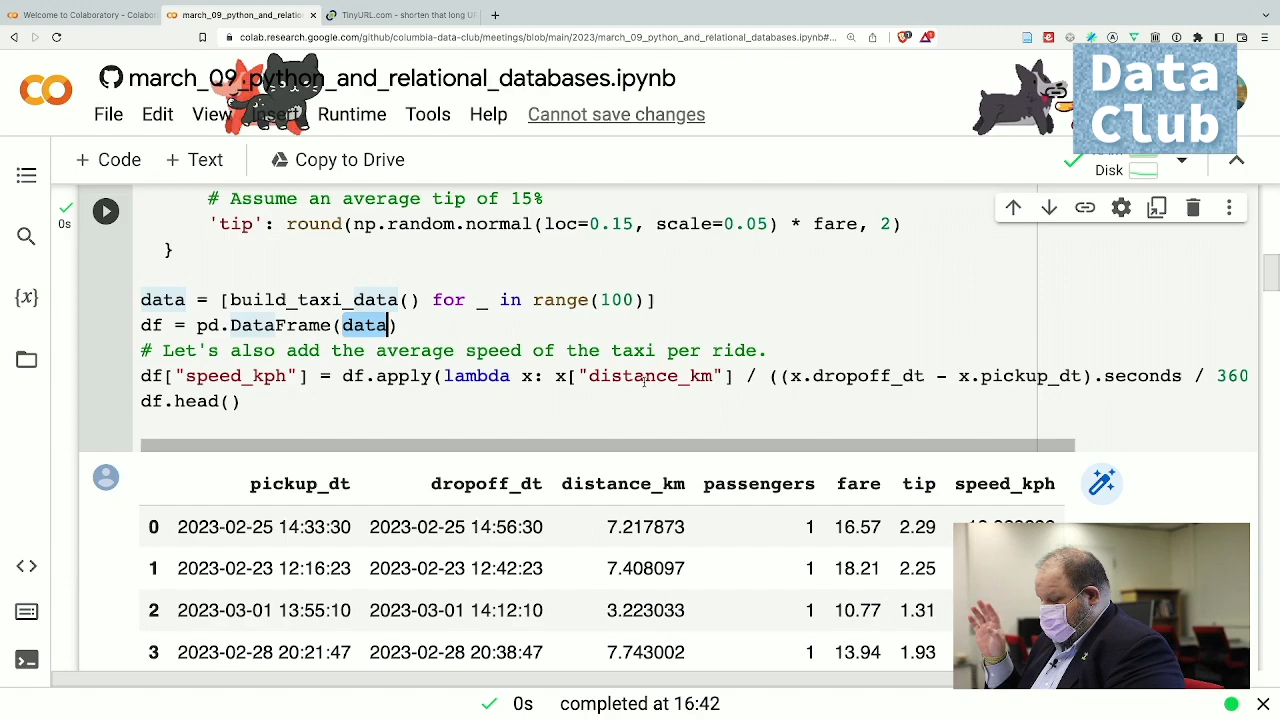 Welcome to Colaboratory - Colab
march_09_python_and_relation
TinyURL.com - shorten that long UR
colab.research.google.com/github/columbia-data-club/meetings/blob/main/2023/march_09_python_and_relational_databases.ipynb#...
march_09_python_and_relational_databases.ipynb
Data
Club
File Edit View Insert Runtime Tools Help Cannot save changes
+ Code + Text Copy to Drive
Disk
# Assume an average tip of 15%
0s
'tip': round(np.random.normal(loc=0.15, scale=0.05) * fare, 2)
}
{x}
data = [build_taxi_data() for _ in range(100)]
df = pd.DataFrame(data)
# Let's also add the average speed of the taxi per ride.
df["speed_kph"] = df.apply(lambda x: x["distance_km"] / ((x.dropoff_dt - x.pickup_dt).seconds / 360
df.head()
pickup_dt dropoff_dt distance_km passengers fare tip speed_kph
0 2023-02-25 14:33:30 2023-02-25 14:56:30 7.217873 1 16.57 2.29
1 2023-02-23 12:16:23 2023-02-23 12:42:23 7.408097 1 18.21 2.25
2 2023-03-01 13:55:10 2023-03-01 14:12:10 3.223033 1 10.77 1.31
3 2023-02-28 20:21:47 2023-02-28 20:38:47 7.743002 1 13.94 1.93
0s completed at 16:42